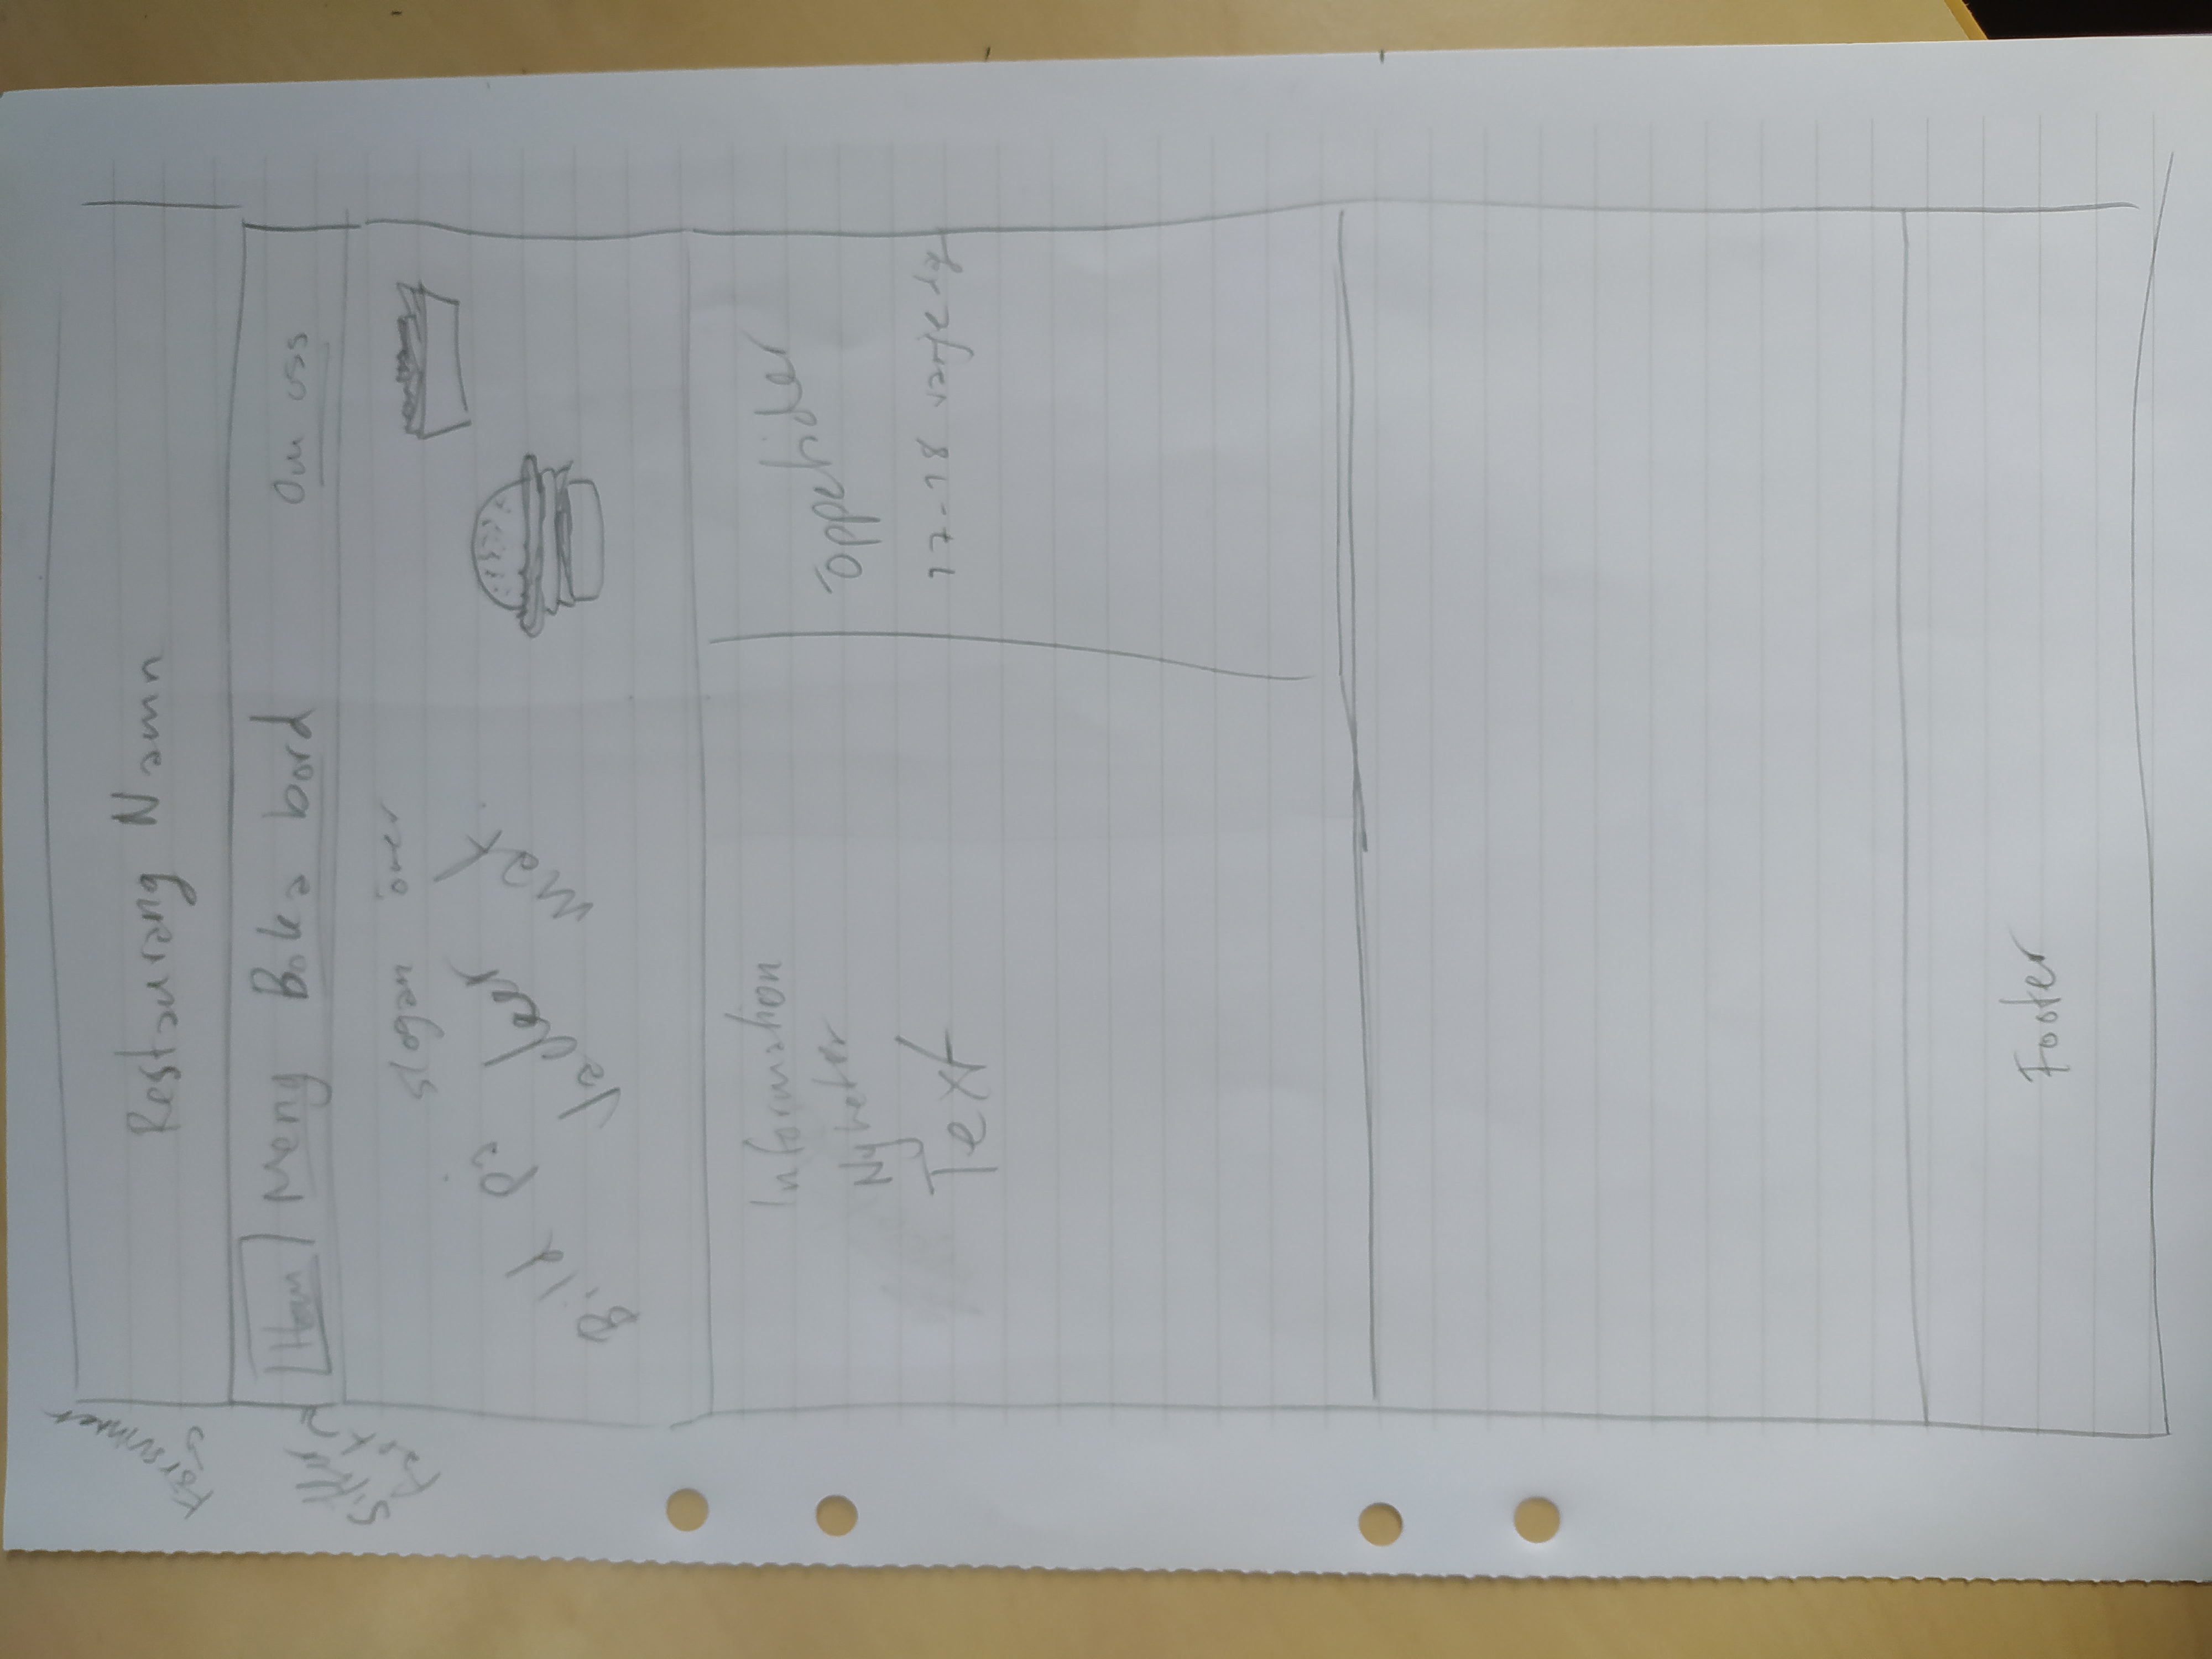 Försvinner
Restaurang Namn
Sitter
fast
Hem Meny Boka bord Om oss
slogan över
Bild på vacker mat.
Information
Nyheter
Text
Öppetider
17-18 varje dag
Footer